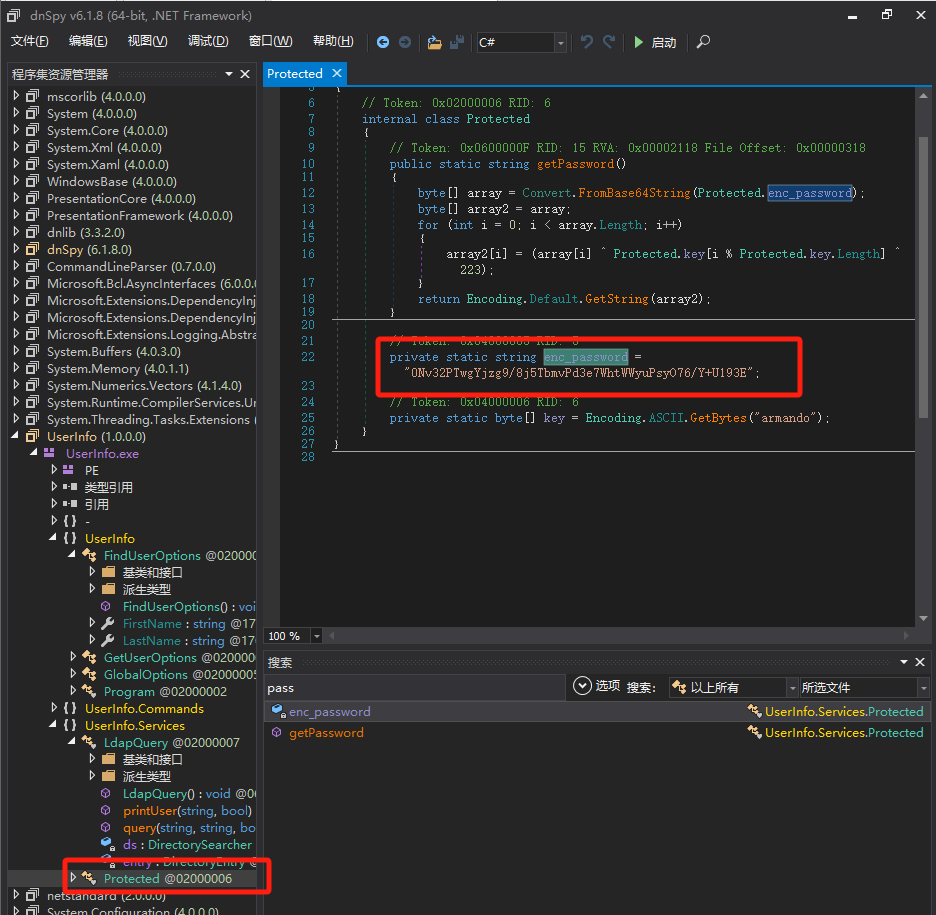 dnSpy v6.1.8 (64-bit, .NET Framework)
文件(F) 编辑(E) 视图(V) 调试(D) 窗口(W) 帮助(H) C# 启动
程序集资源管理器
mscorlib (4.0.0.0)
System (4.0.0.0)
System.Core (4.0.0.0)
System.Xml (4.0.0.0)
System.Xaml (4.0.0.0)
WindowsBase (4.0.0.0)
PresentationCore (4.0.0.0)
PresentationFramework (4.0.0.0)
dnlib (3.3.2.0)
dnSpy (6.1.8.0)
CommandLineParser (0.7.0.0)
Microsoft.Bcl.AsyncInterfaces (6.0.0.
Microsoft.Extensions.DependencyInj
Microsoft.Extensions.DependencyInj
Microsoft.Extensions.Logging.Abstra
System.Buffers (4.0.3.0)
System.Memory (4.0.1.1)
System.Numerics.Vectors (4.1.4.0)
System.Runtime.CompilerServices.Un
System.Threading.Tasks.Extensions (
UserInfo (1.0.0.0)
UserInfo.exe
PE
类型引用
引用
{ } -
{ } UserInfo
FindUserOptions @020000
基类和接口
派生类型
FindUserOptions() : voi
FirstName : string @17
LastName : string @17
GetUserOptions @020000
GlobalOptions @02000005
Program @02000002
{ } UserInfo.Commands
{ } UserInfo.Services
LdapQuery @02000007
基类和接口
派生类型
LdapQuery() : void @06
printUser(string, bool)
query(string, string, bo
ds : DirectorySearcher
entry : DirectoryEntry @
Protected @02000006
netstandard (2.0.0.0)
System.Configuration (4.0.0.0)
Protected
5 {
6 // Token: 0x02000006 RID: 6
7 internal class Protected
8 {
9 // Token: 0x0600000F RID: 15 RVA: 0x00002118 File Offset: 0x00000318
10 public static string getPassword()
11 {
12 byte[] array = Convert.FromBase64String(Protected.enc_password);
13 byte[] array2 = array;
14 for (int i = 0; i < array.Length; i++)
15 {
16 array2[i] = (array[i] ^ Protected.key[i % Protected.key.Length] ^
223);
17 }
18 return Encoding.Default.GetString(array2);
19 }
20
21 // Token: 0x04000005 RID: 5
22 private static string enc_password =
"0Nv32PTwgYjzg9/8j5TbmvPd3e7WhtWWyuPsyO76/Y+U193E";
23
24 // Token: 0x04000006 RID: 6
25 private static byte[] key = Encoding.ASCII.GetBytes("armando");
26 }
27 }
28
100 %
搜索
pass 选项 搜索: 以上所有 所选文件
enc_password UserInfo.Services.Protected
getPassword UserInfo.Services.Protected